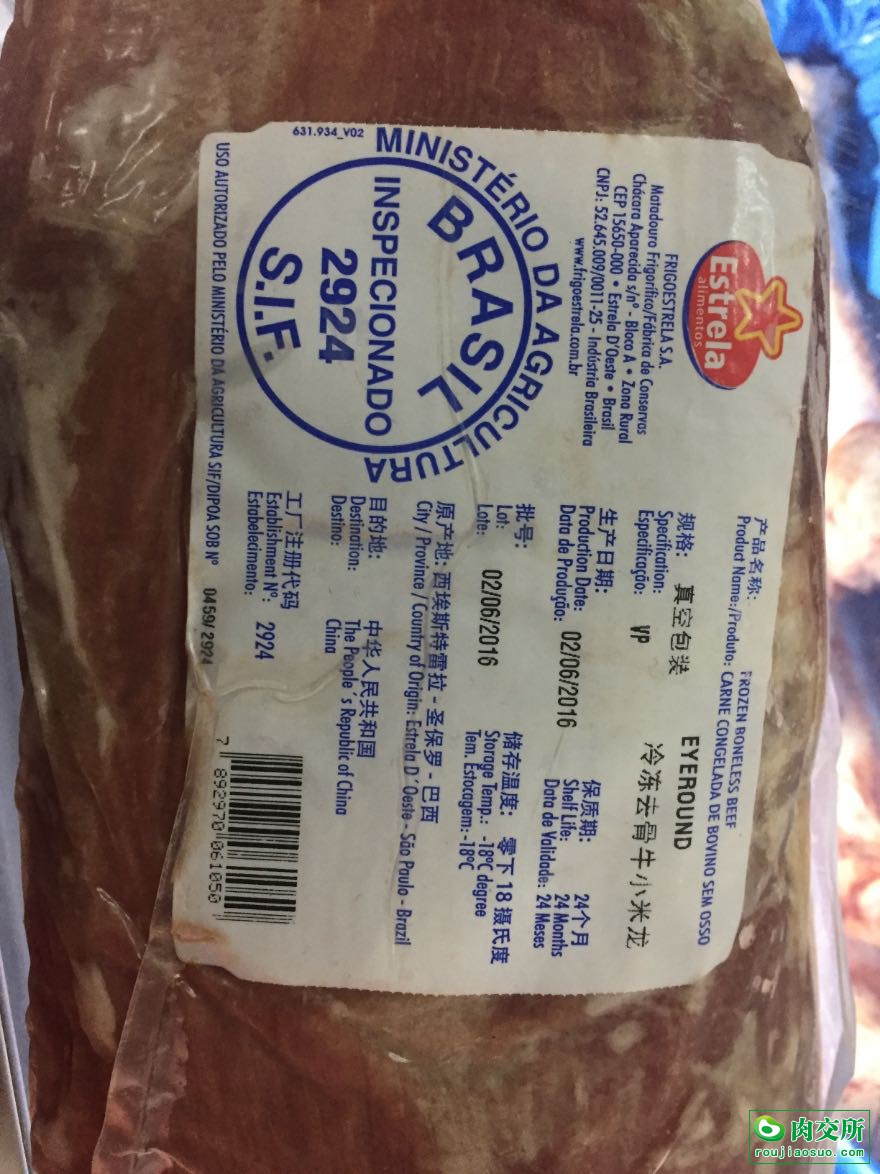 Estrela
alimentos
FRIGOESTRELA S.A.
Matadouro Frigorífico/Fábrica de Conservas
Chácara Aparecida s/nº - Bloco A • Zona Rural
CEP 15650-000 • Estrela D'Oeste • Brasil
CNPJ: 52.645.009/0011-25 - Indústria Brasileira
www.frigoestrela.com.br
631.934_V02
MINISTÉRIO DA AGRICULTURA
BRASIL
INSPECIONADO
2924
S.I.F.
USO AUTORIZADO PELO MINISTÉRIO DA AGRICULTURA SIF/DIPOA SOB Nº 0459/2924
产品名称: FROZEN BONELESS BEEF
Product Name:/Produto: CARNE CONGELADA DE BOVINO SEM OSSO
EYEROUND
规格: 真空包装 冷冻去骨牛小米龙
Specification:
Especificação: VP
生产日期:
Production Date: 02/06/2016
Data de Produção:
保质期: 24个月
Shelf Life: 24 Months
Data de Validade: 24 Meses
批号:
Lot: 02/06/2016
Lote:
储存温度: 零下 18 摄氏度
Storage Temp.: -18ºC degree
Tem. Estocagem: -18ºC
原产地: 西埃斯特雷拉 - 圣保罗 - 巴西
City / Province / Country of Origin: Estrela D´Oeste - São Paulo - Brazil
目的地: 中华人民共和国
Destination: The People´s Republic of China
Destino: China
工厂注册代码
Establishment Nº: 2924
Estabelecimento:
7 892970 061050
肉交所
roujiaosuo.com